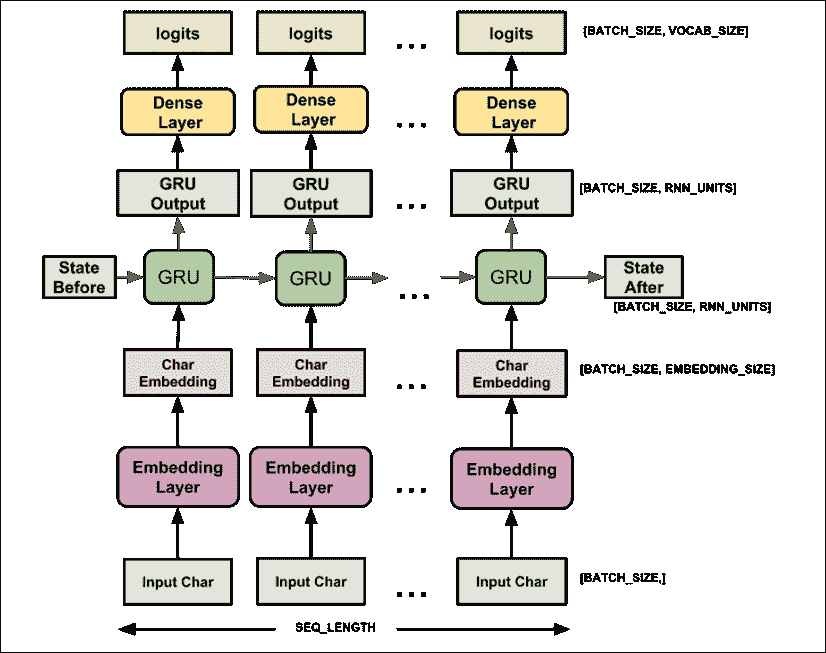 logits logits ... logits [BATCH_SIZE, VOCAB_SIZE]
Dense Dense ... Dense
Layer Layer Layer
GRU GRU ... GRU [BATCH_SIZE, RNN_UNITS]
Output Output Output
State GRU GRU ... GRU State
Before After
[BATCH_SIZE, RNN_UNITS]
Char Char ... Char [BATCH_SIZE, EMBEDDING_SIZE]
Embedding Embedding Embedding
Embedding Embedding ... Embedding
Layer Layer Layer
Input Char Input Char ... Input Char [BATCH_SIZE,]
SEQ_LENGTH